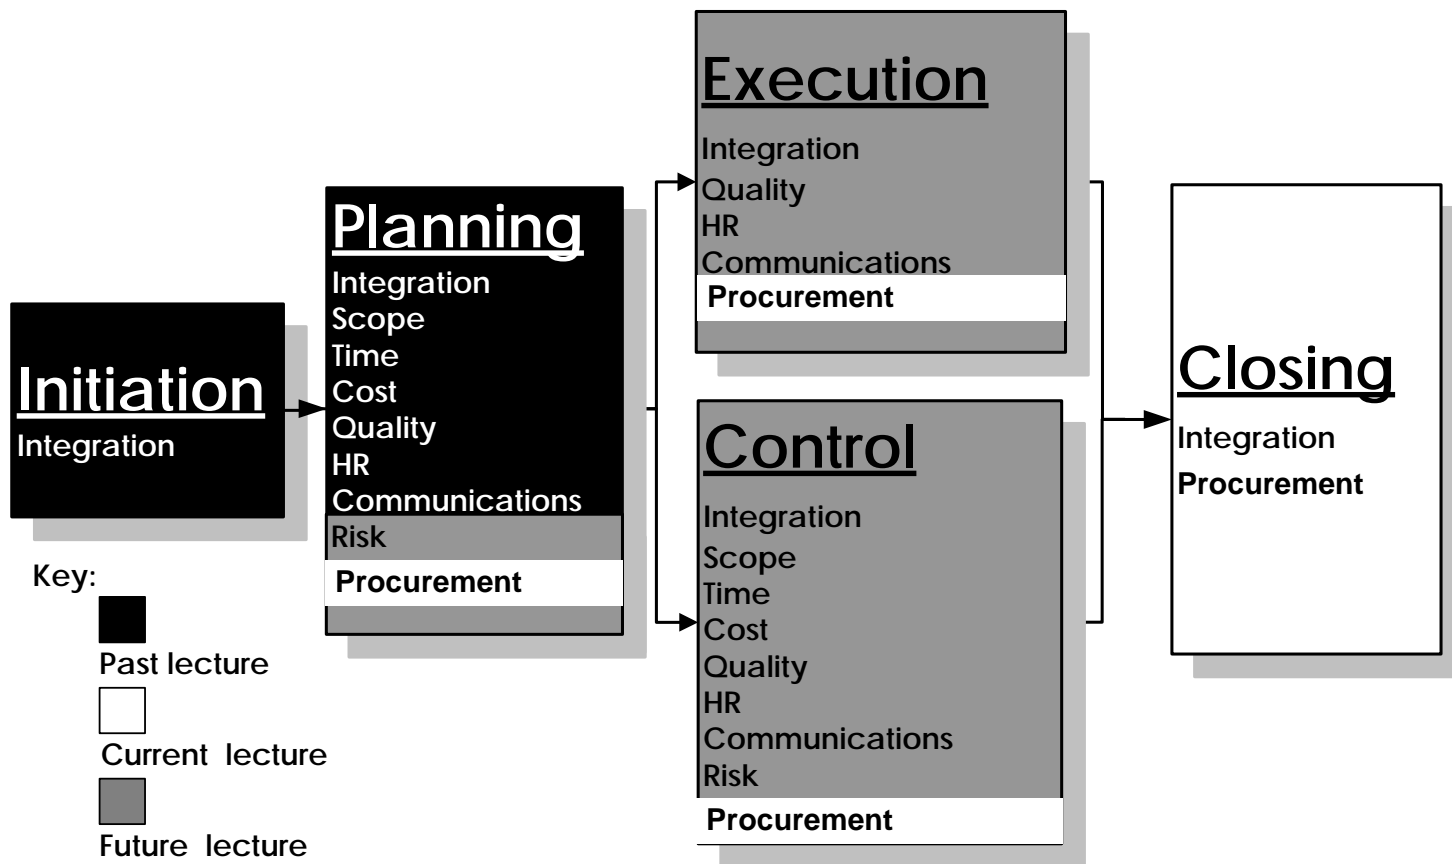 Initiation
Integration
Planning
Integration
Scope
Time
Cost
Quality
HR
Communications
Risk
Procurement
Execution
Integration
Quality
HR
Communications
Procurement
Control
Integration
Scope
Time
Cost
Quality
HR
Communications
Risk
Procurement
Closing
Integration
Procurement
Key:
Past lecture
Current lecture
Future lecture